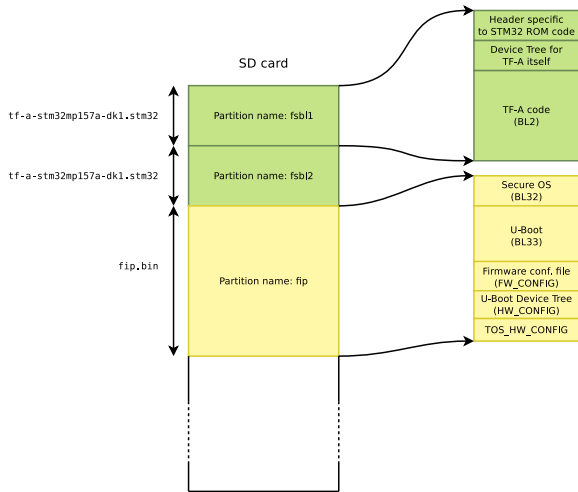 SD card
tf-a-stm32mp157a-dk1.stm32
tf-a-stm32mp157a-dk1.stm32
fip.bin
Partition name: fsbl1
Partition name: fsbl2
Partition name: fip
Header specific
to STM32 ROM code
Device Tree for
TF-A itself
TF-A code
(BL2)
Secure OS
(BL32)
U-Boot
(BL33)
Firmware conf. file
(FW_CONFIG)
U-Boot Device Tree
(HW_CONFIG)
TOS_HW_CONFIG